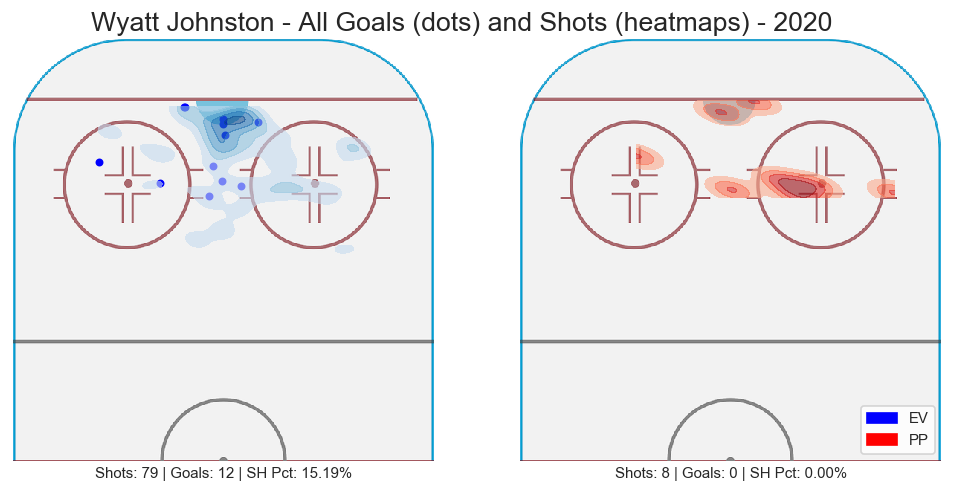 Wyatt Johnston - All Goals (dots) and Shots (heatmaps) - 2020
EV
PP
Shots: 79 | Goals: 12 | SH Pct: 15.19%
Shots: 8 | Goals: 0 | SH Pct: 0.00%